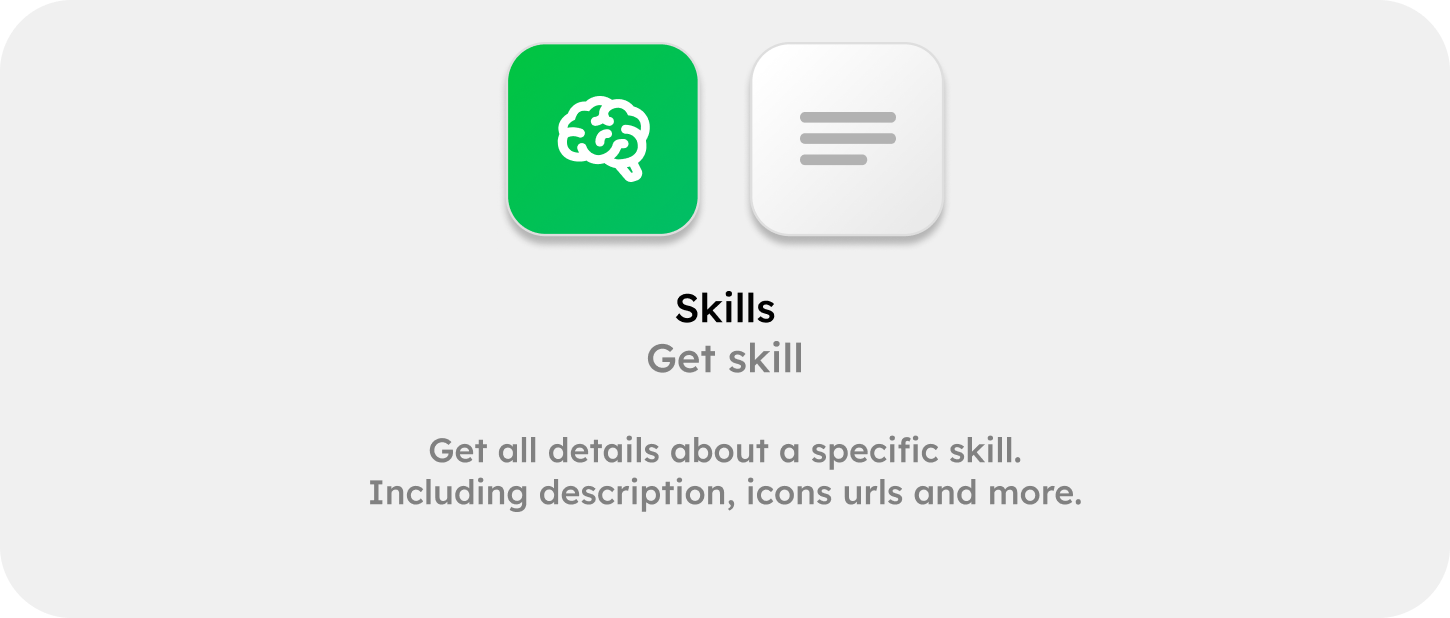 Skills
Get skill
Get all details about a specific skill.
Including description, icons urls and more.